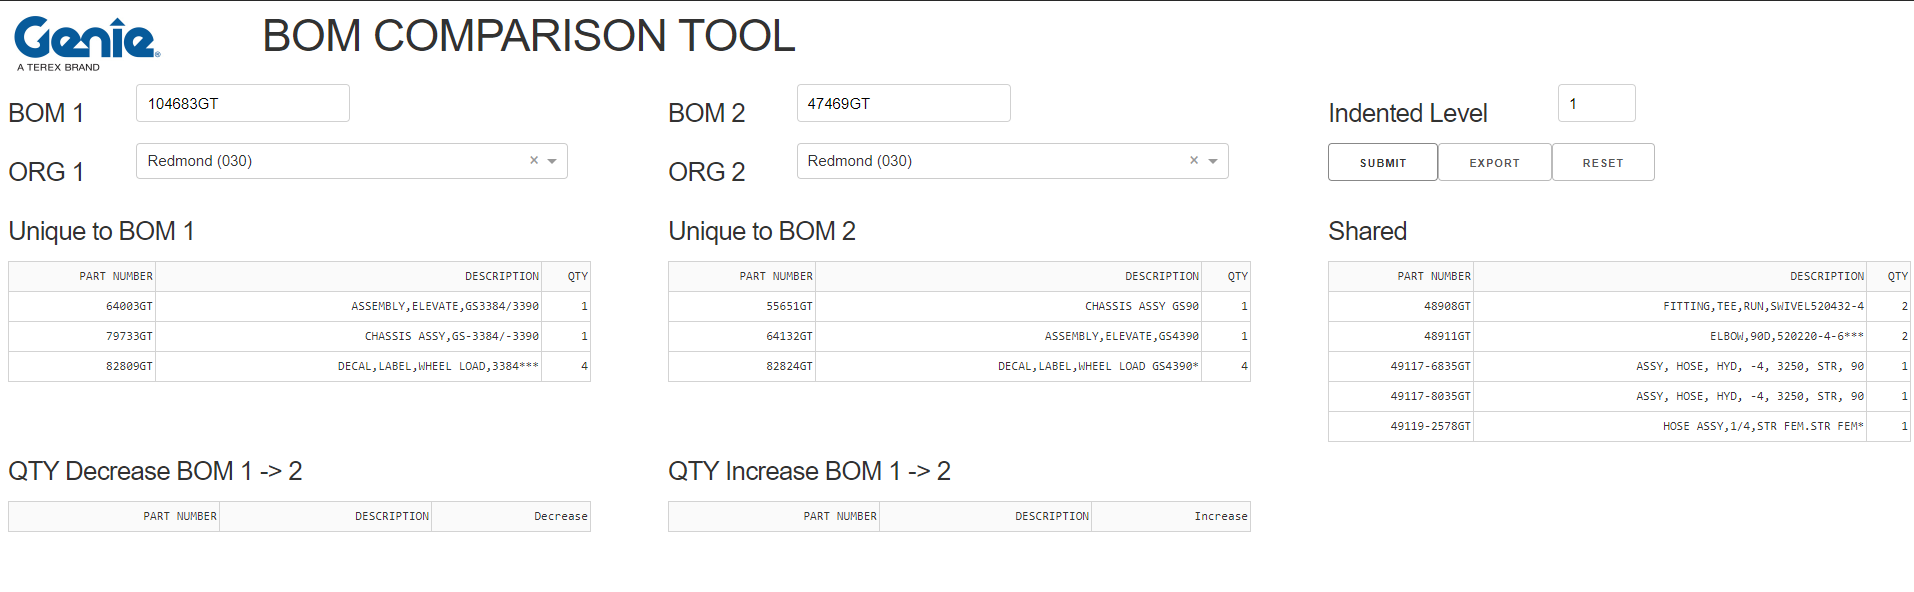 Genie®
A TEREX BRAND
BOM COMPARISON TOOL
BOM 1 104683GT
BOM 2 47469GT
Indented Level 1
ORG 1 Redmond (030) ×
ORG 2 Redmond (030) ×
SUBMIT EXPORT RESET
Unique to BOM 1
PART NUMBER DESCRIPTION QTY
64003GT ASSEMBLY,ELEVATE,GS3384/3390 1
79733GT CHASSIS ASSY,GS-3384/-3390 1
82809GT DECAL,LABEL,WHEEL LOAD,3384*** 4
Unique to BOM 2
PART NUMBER DESCRIPTION QTY
55651GT CHASSIS ASSY GS90 1
64132GT ASSEMBLY,ELEVATE,GS4390 1
82824GT DECAL,LABEL,WHEEL LOAD GS4390* 4
Shared
PART NUMBER DESCRIPTION QTY
48908GT FITTING,TEE,RUN,SWIVEL520432-4 2
48911GT ELBOW,90D,520220-4-6*** 2
49117-6835GT ASSY, HOSE, HYD, -4, 3250, STR, 90 1
49117-8035GT ASSY, HOSE, HYD, -4, 3250, STR, 90 1
49119-2578GT HOSE ASSY,1/4,STR FEM.STR FEM* 1
QTY Decrease BOM 1 -> 2
PART NUMBER DESCRIPTION Decrease
QTY Increase BOM 1 -> 2
PART NUMBER DESCRIPTION Increase